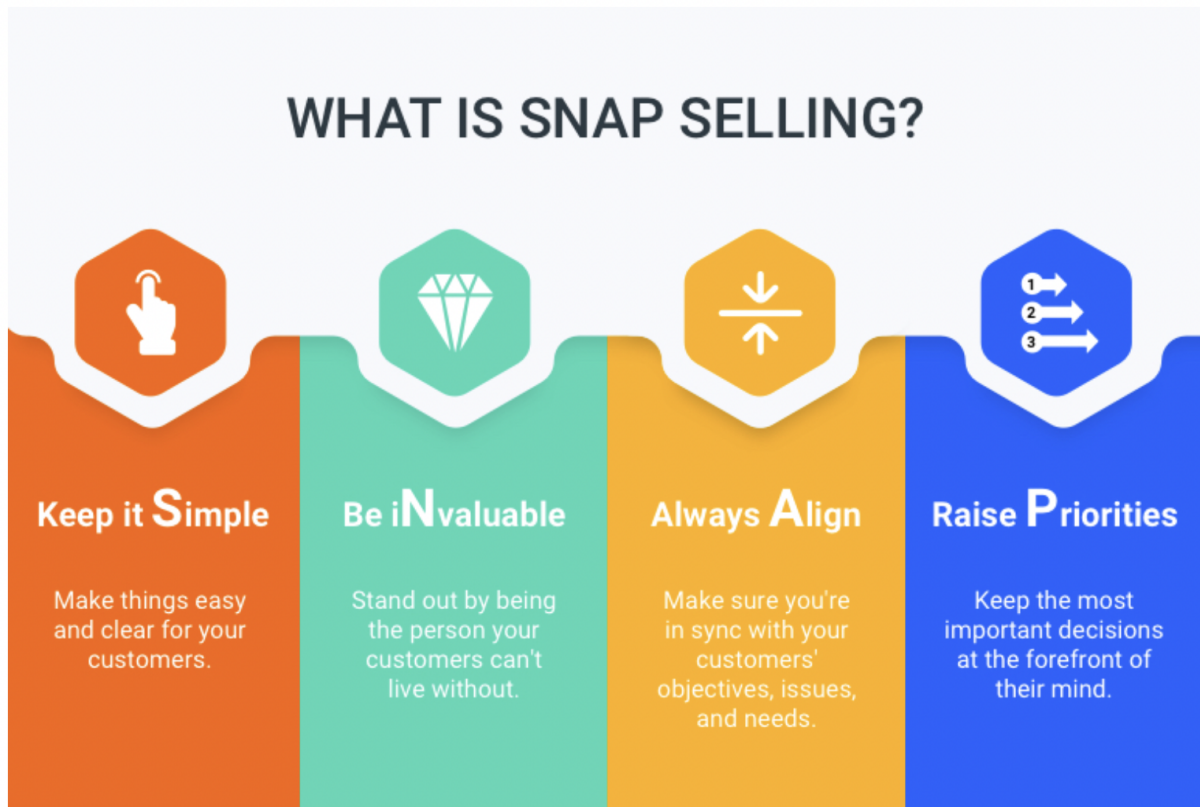 WHAT IS SNAP SELLING?
1
2
3
Keep it Simple
Make things easy
and clear for your
customers.
Be iNvaluable
Stand out by being
the person your
customers can't
live without.
Always Align
Make sure you're
in sync with your
customers'
objectives, issues,
and needs.
Raise Priorities
Keep the most
important decisions
at the forefront of
their mind.